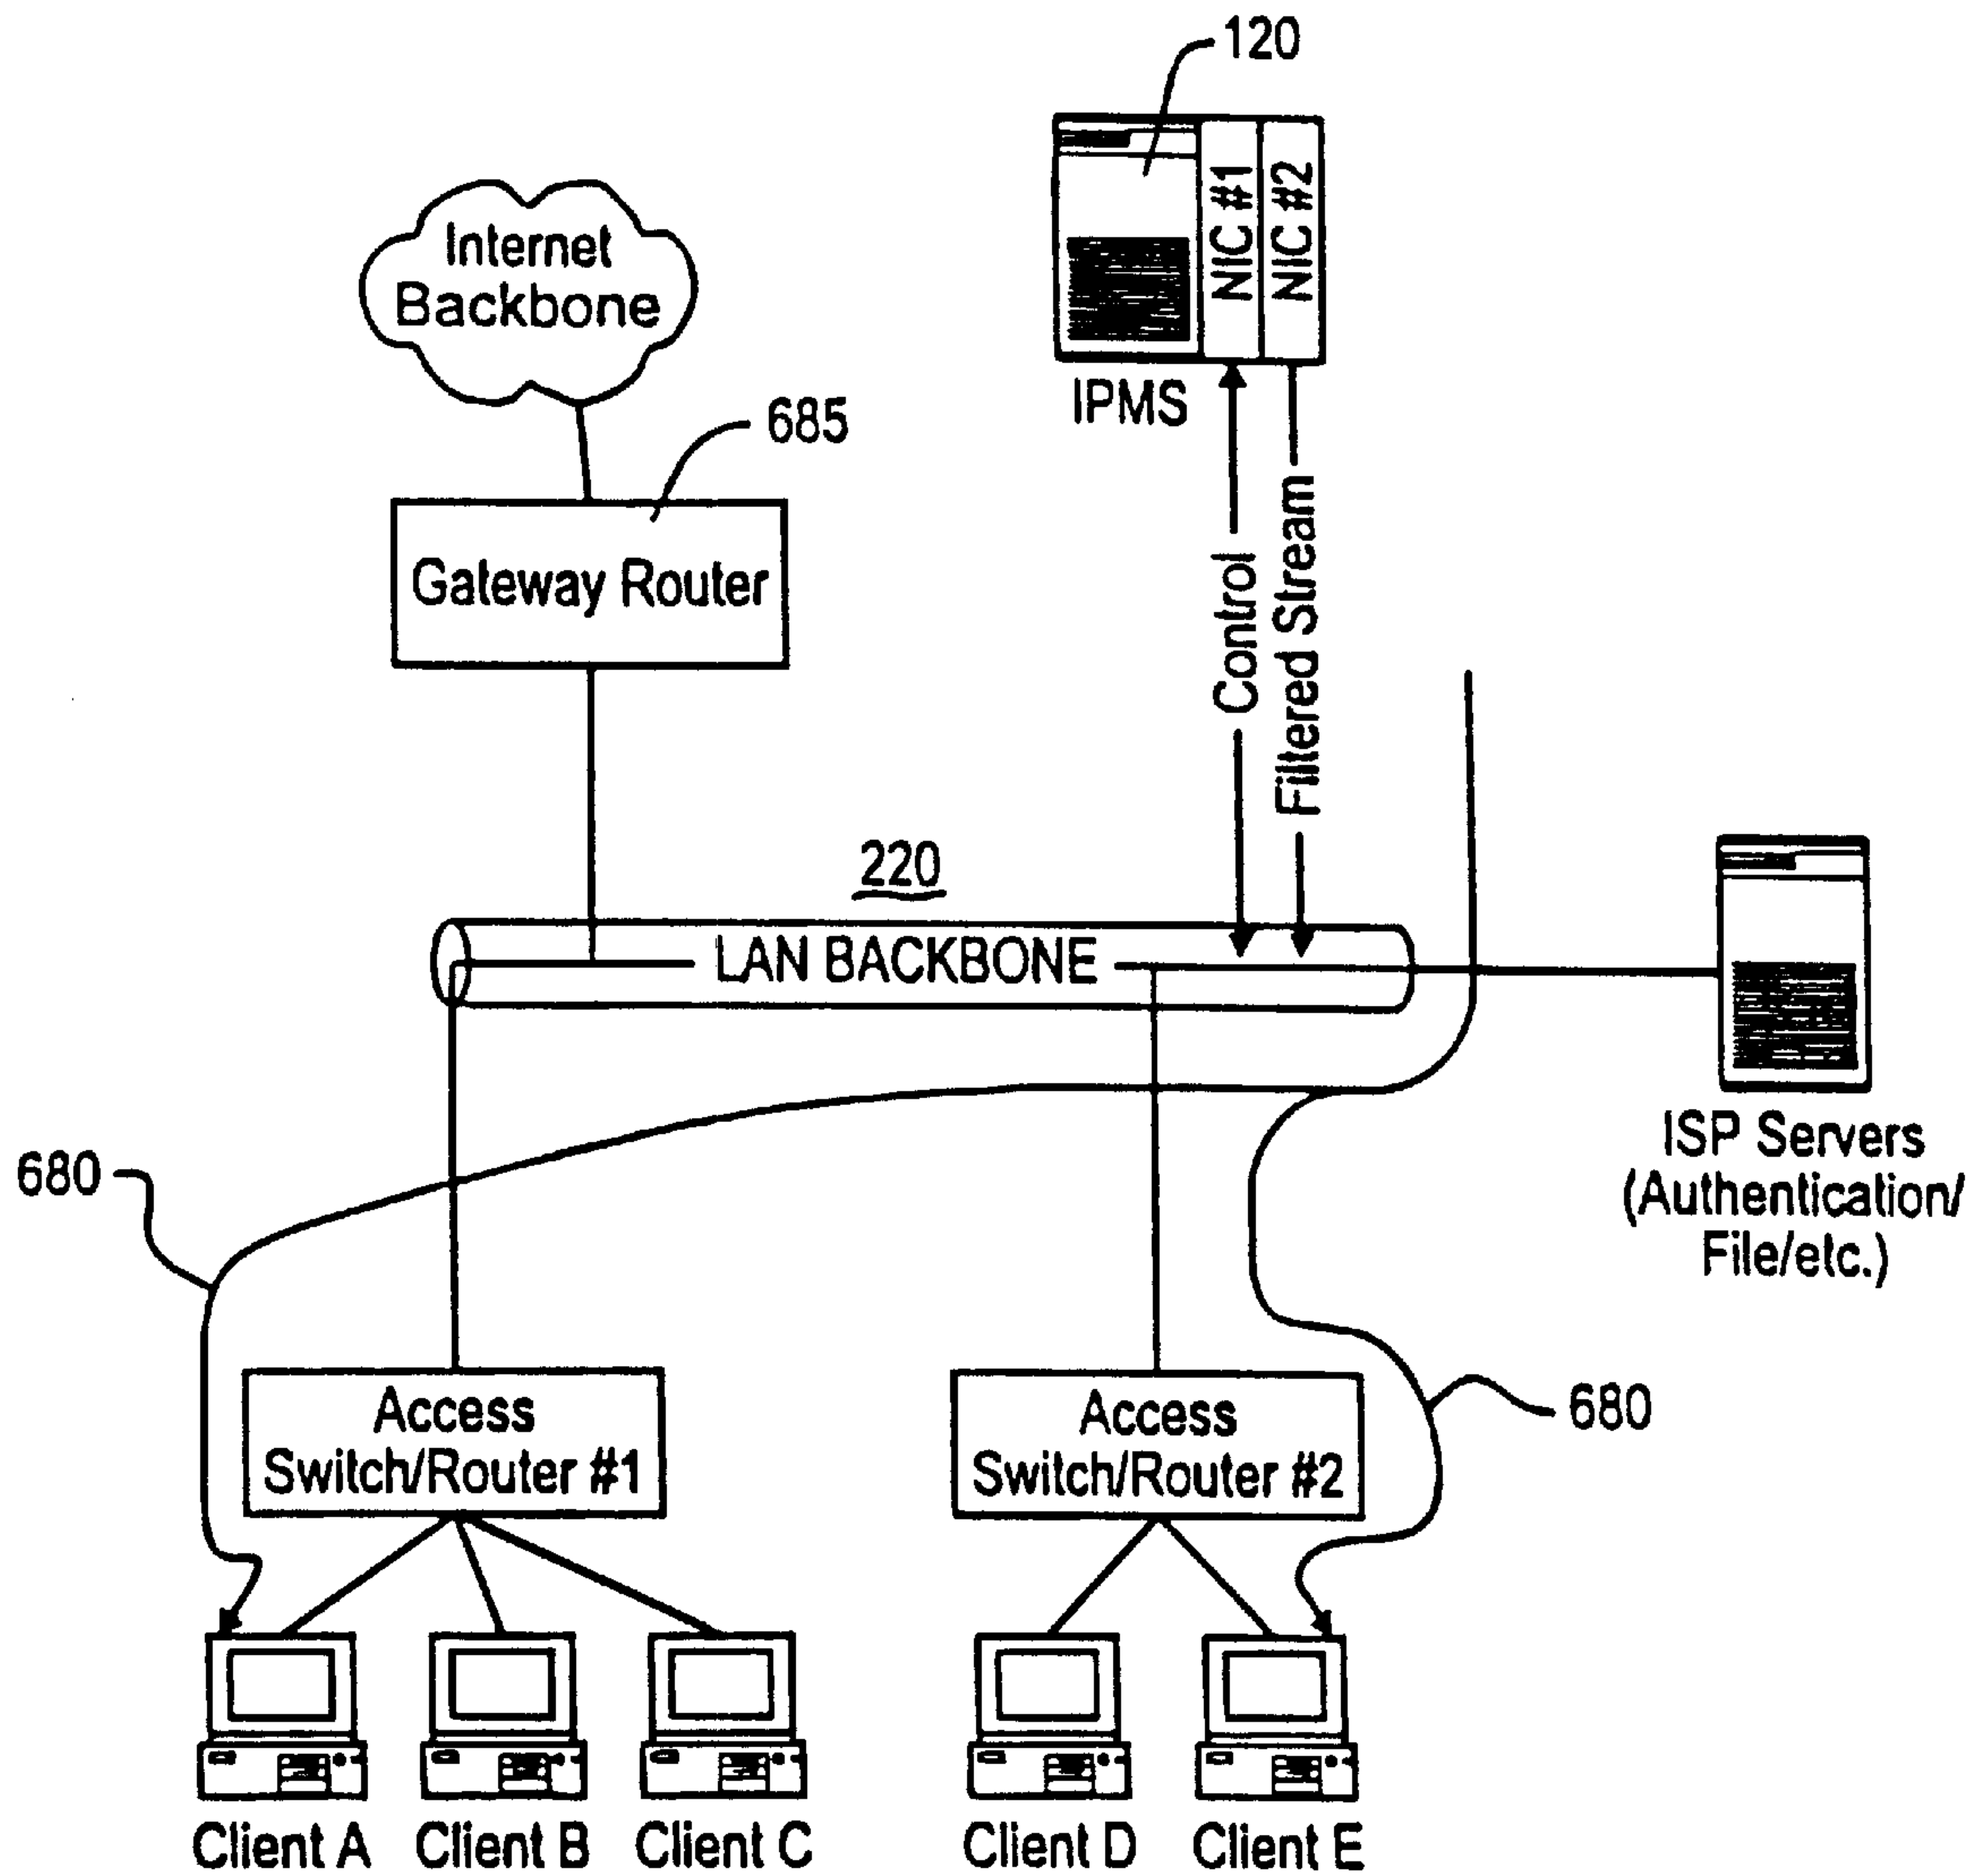 120
NIC #1
NIC #2
IPMS
Internet
Backbone
685
Gateway Router
Control
Filtered Stream
220
LAN BACKBONE
ISP Servers
(Authentication/
File/etc.)
680
680
Access
Switch/Router #1
Access
Switch/Router #2
Client A
Client B
Client C
Client D
Client E